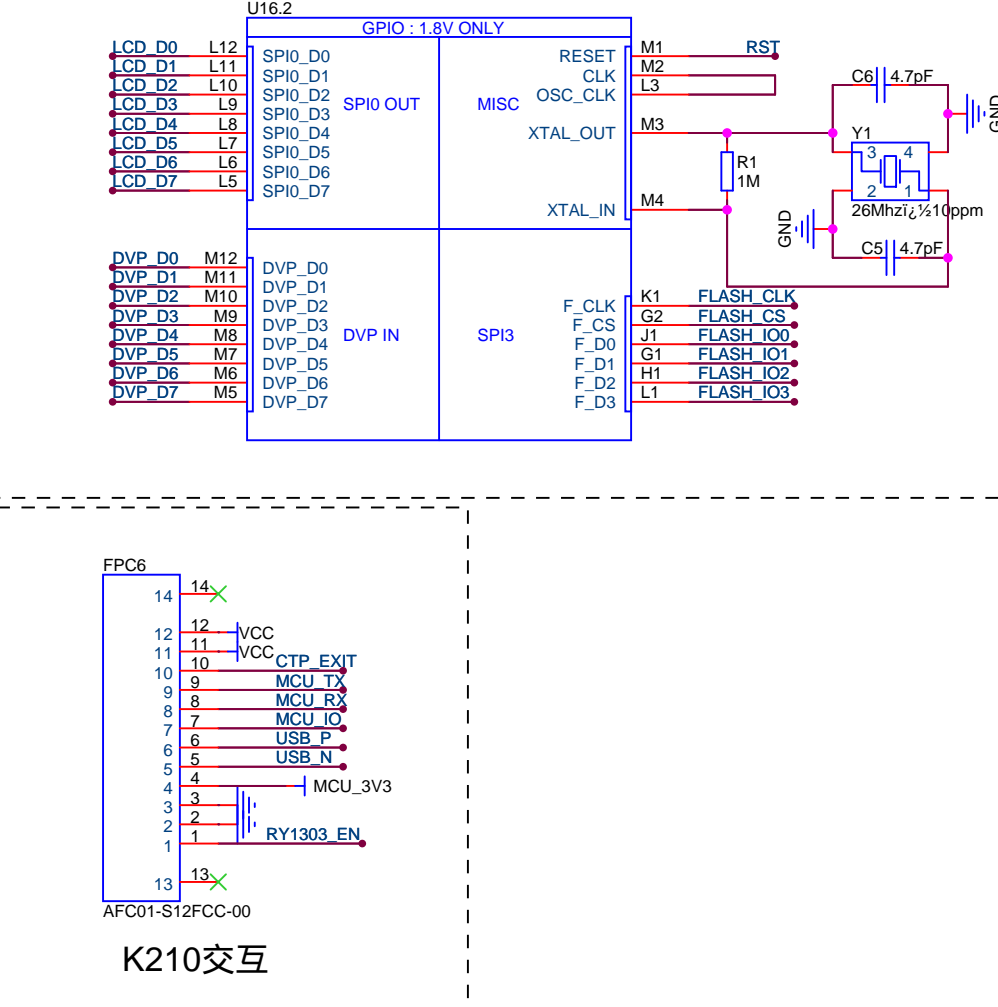 U16.2
GPIO : 1.8V ONLY
LCD_D0 L12 SPI0_D0
LCD_D1 L11 SPI0_D1
LCD_D2 L10 SPI0_D2
LCD_D3 L9 SPI0_D3
LCD_D4 L8 SPI0_D4
LCD_D5 L7 SPI0_D5
LCD_D6 L6 SPI0_D6
LCD_D7 L5 SPI0_D7
SPI0 OUT
MISC
RESET M1 RST
CLK M2
OSC_CLK L3
XTAL_OUT M3
XTAL_IN M4
R1
1M
C6 4.7pF
GND
Y1
3 4
2 1
26Mhzï¿½10ppm
GND
C5 4.7pF
DVP_D0 M12 DVP_D0
DVP_D1 M11 DVP_D1
DVP_D2 M10 DVP_D2
DVP_D3 M9 DVP_D3
DVP_D4 M8 DVP_D4
DVP_D5 M7 DVP_D5
DVP_D6 M6 DVP_D6
DVP_D7 M5 DVP_D7
DVP IN
SPI3
F_CLK K1 FLASH_CLK
F_CS G2 FLASH_CS
F_D0 J1 FLASH_IO0
F_D1 G1 FLASH_IO1
F_D2 H1 FLASH_IO2
F_D3 L1 FLASH_IO3
FPC6
14 14
12 12 VCC
11 11 VCC
10 10 CTP_EXIT
9 9 MCU_TX
8 8 MCU_RX
7 7 MCU_IO
6 6 USB_P
5 5 USB_N
4 4 MCU_3V3
3 3
2 2
1 1 RY1303_EN
13 13
AFC01-S12FCC-00
K210交互